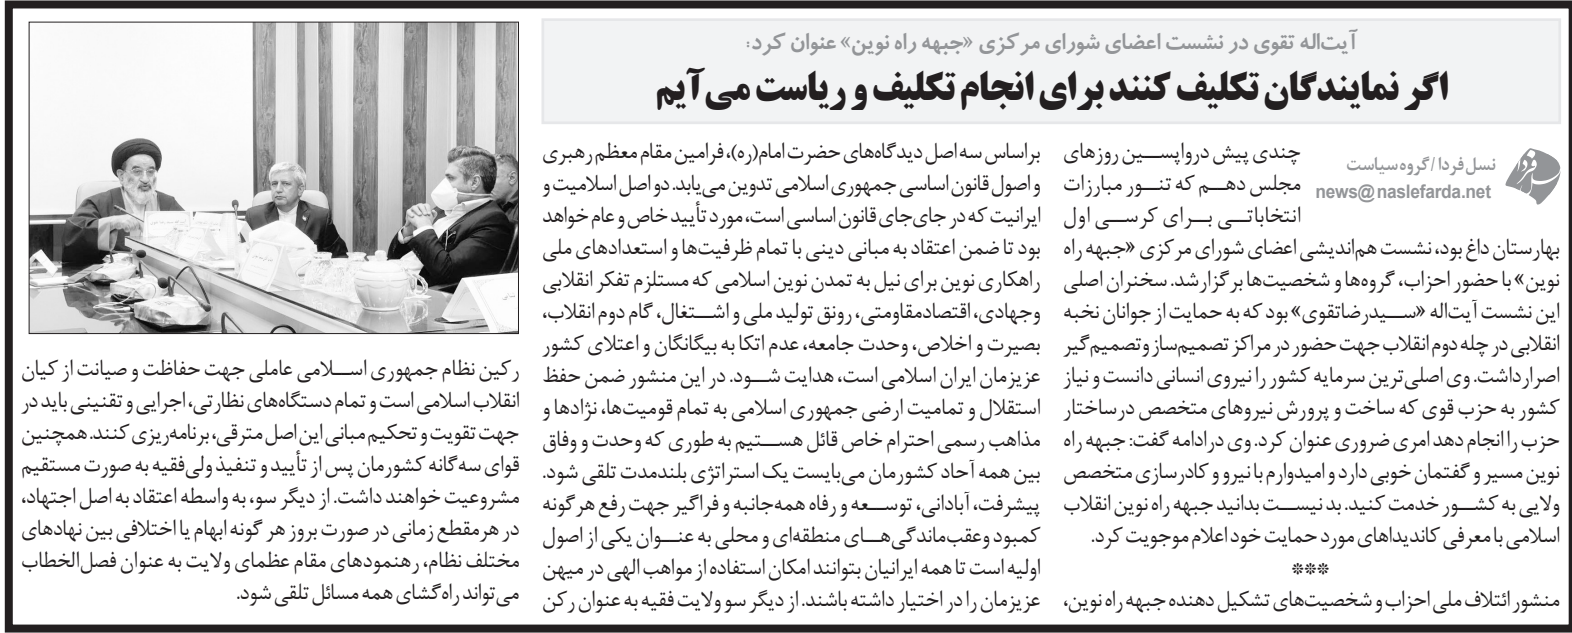 آیت‌اله تقوی در نشست اعضای شورای مرکزی «جبهه راه نوین» عنوان کرد:
اگر نمایندگان تکلیف کنند برای انجام تکلیف و ریاست می‌آیم
نسل‌فردا / گروه سیاست
news@naslefarda.net
چندی پیش درواپسین روزهای
مجلس دهم که تنور مبارزات
انتخاباتی برای کرسی اول
بهارستان داغ بود، نشست هم‌اندیشی اعضای شورای مرکزی «جبهه راه
نوین» با حضور احزاب، گروه‌ها و شخصیت‌ها برگزار شد. سخنران اصلی
این نشست آیت‌اله «سیدرضاتقوی» بود که به حمایت از جوانان نخبه
انقلابی در چله دوم انقلاب جهت حضور در مراکز تصمیم‌ساز و تصمیم‌گیر
اصرار داشت. وی اصلی‌ترین سرمایه کشور را نیروی انسانی دانست و نیاز
کشور به حزب قوی که ساخت و پرورش نیروهای متخصص درساختار
حزب را انجام دهد امری ضروری عنوان کرد. وی در ادامه گفت: جبهه راه
نوین مسیر و گفتمان خوبی دارد و امیدوارم با نیرو و کادرسازی متخصص
ولایی به کشور خدمت کنید. بد نیست بدانید جبهه راه نوین انقلاب
اسلامی با معرفی کاندیداهای مورد حمایت خود اعلام موجویت کرد.
***
منشور ائتلاف ملی احزاب و شخصیت‌های تشکیل دهنده جبهه راه نوین،
براساس سه اصل دیدگاه‌های حضرت امام(ره)، فرامین مقام معظم رهبری
و اصول قانون اساسی جمهوری اسلامی تدوین می‌یابد. دو اصل اسلامیت و
ایرانیت که در جای‌جای قانون اساسی است، مورد تأیید خاص و عام خواهد
بود تا ضمن اعتقاد به مبانی دینی با تمام ظرفیت‌ها و استعدادهای ملی
راهکاری نوین برای نیل به تمدن نوین اسلامی که مستلزم تفکر انقلابی
وجهادی، اقتصادمقاومتی، رونق تولید ملی و اشتغال، گام دوم انقلاب،
بصیرت و اخلاص، وحدت جامعه، عدم اتکا به بیگانگان و اعتلای کشور
عزیزمان ایران اسلامی است، هدایت شود. در این منشور ضمن حفظ
استقلال و تمامیت ارضی جمهوری اسلامی به تمام قومیت‌ها، نژادها و
مذاهب رسمی احترام خاص قائل هستیم به طوری که وحدت و وفاق
بین همه آحاد کشورمان می‌بایست یک استراتژی بلندمدت تلقی شود.
پیشرفت، آبادانی، توسعه و رفاه همه‌جانبه و فراگیر جهت رفع هرگونه
کمبود وعقب‌ماندگی‌های منطقه‌ای و محلی به عنوان یکی از اصول
اولیه است تا همه ایرانیان بتوانند امکان استفاده از مواهب الهی در میهن
عزیزمان را در اختیار داشته باشند. از دیگر سو ولایت فقیه به عنوان رکن
رکین نظام جمهوری اسلامی عاملی جهت حفاظت و صیانت از کیان
انقلاب اسلامی است و تمام دستگاه‌های نظارتی، اجرایی و تقنینی باید در
جهت تقویت و تحکیم مبانی این اصل مترقی، برنامه‌ریزی کنند. همچنین
قوای سه‌گانه کشورمان پس از تأیید و تنفیذ ولی‌فقیه به صورت مستقیم
مشروعیت خواهند داشت. از دیگر سو، به واسطه اعتقاد به اصل اجتهاد،
در هرمقطع زمانی در صورت بروز هر گونه ابهام یا اختلافی بین نهادهای
مختلف نظام، رهنمودهای مقام عظمای ولایت به عنوان فصل‌الخطاب
می‌تواند راه‌گشای همه مسائل تلقی شود.